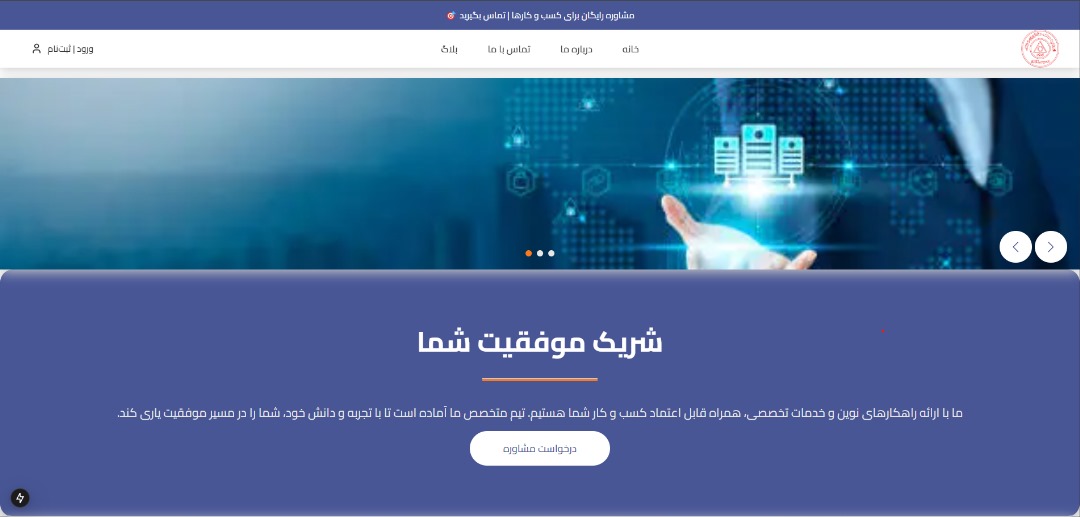 مشاوره رایگان برای کسب و کارها | تماس بگیرید 🎯
خانه
درباره ما
تماس با ما
بلاگ
ورود | ثبت‌نام
شریک موفقیت شما
ما با ارائه راهکارهای نوین و خدمات تخصصی، همراه قابل اعتماد کسب و کار شما هستیم. تیم متخصص ما آماده است تا با تجربه و دانش خود، شما را در مسیر موفقیت یاری کند.
درخواست مشاوره